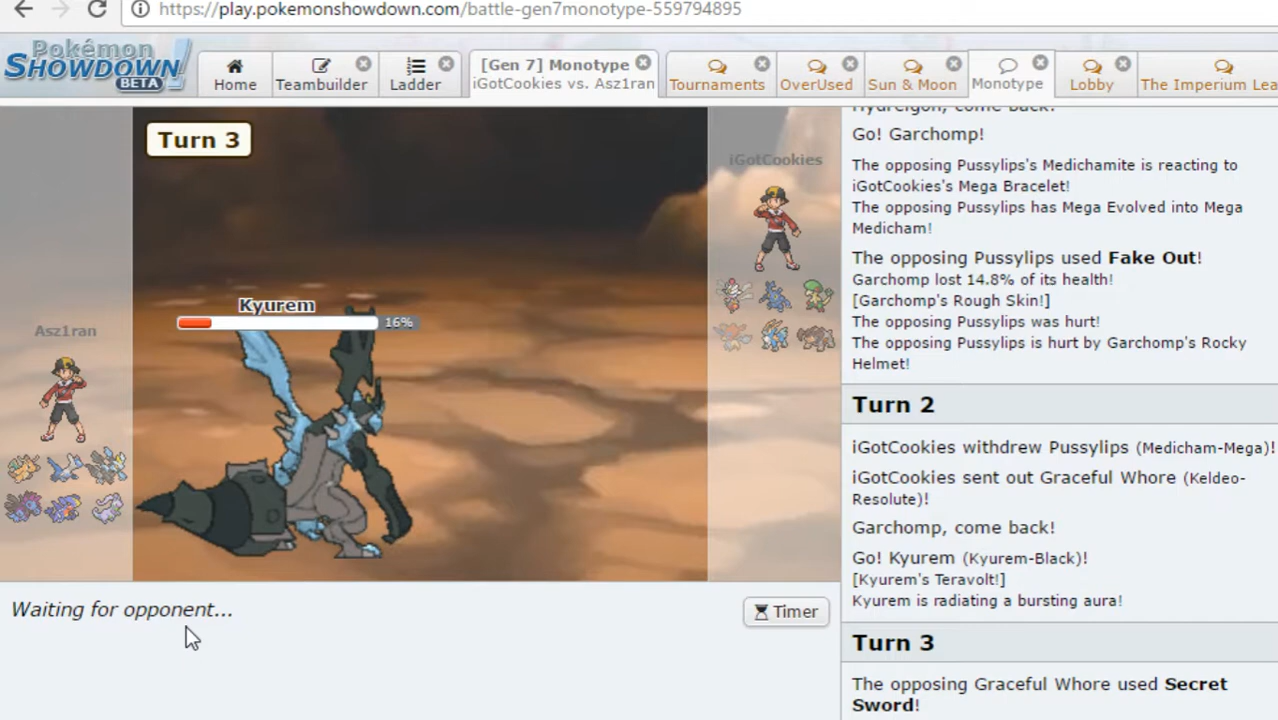 https://play.pokemonshowdown.com/battle-gen7monotype-559794895
Pokémon
SHOWDOWN!
BETA
Home
Teambuilder
Ladder
[Gen 7] Monotype
iGotCookies vs. Asz1ran
Tournaments
OverUsed
Sun & Moon
Monotype
Lobby
The Imperium Lea
Turn 3
iGotCookies
Kyurem
16%
Asz1ran
Waiting for opponent...
Timer
Hydreigon, come back!
Go! Garchomp!
The opposing Pussylips's Medichamite is reacting to
iGotCookies's Mega Bracelet!
The opposing Pussylips has Mega Evolved into Mega
Medicham!
The opposing Pussylips used Fake Out!
Garchomp lost 14.8% of its health!
[Garchomp's Rough Skin!]
The opposing Pussylips was hurt!
The opposing Pussylips is hurt by Garchomp's Rocky
Helmet!
Turn 2
iGotCookies withdrew Pussylips (Medicham-Mega)!
iGotCookies sent out Graceful Whore (Keldeo-
Resolute)!
Garchomp, come back!
Go! Kyurem (Kyurem-Black)!
[Kyurem's Teravolt!]
Kyurem is radiating a bursting aura!
Turn 3
The opposing Graceful Whore used Secret
Sword!